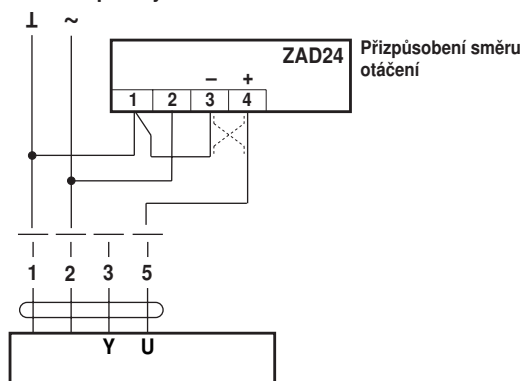 ⊥ ~
ZAD24
Přizpůsobení směru
otáčení
– +
1 2 3 4
1 2 3 5
Y U